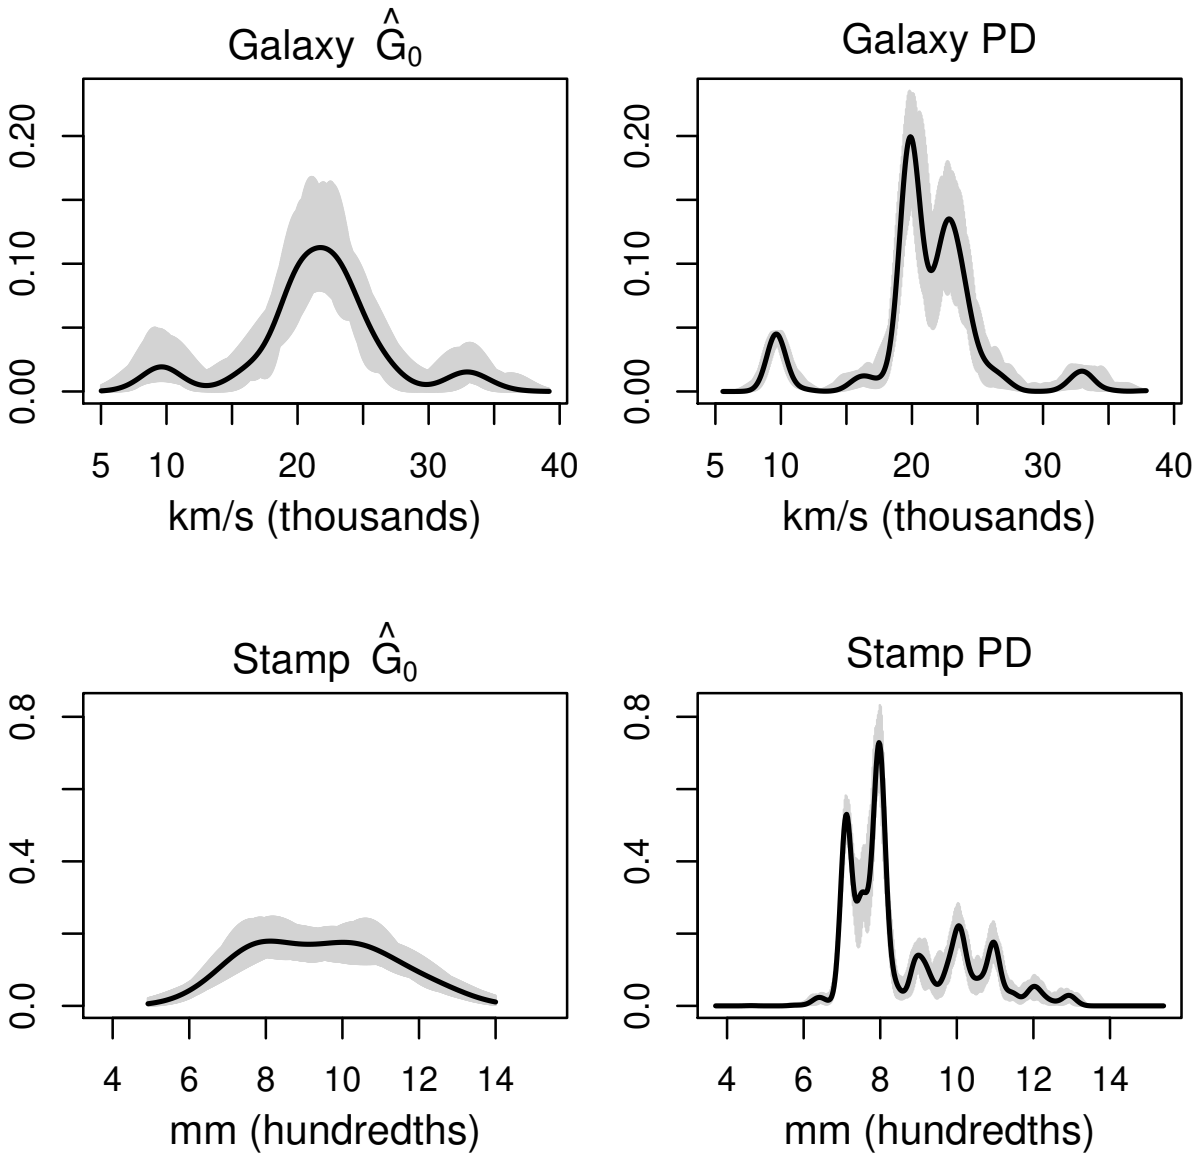 Galaxy Ĝ₀
0.00 0.10 0.20
5 10 20 30 40
km/s (thousands)
Galaxy PD
0.00 0.10 0.20
5 10 20 30 40
km/s (thousands)
Stamp Ĝ₀
0.0 0.4 0.8
4 6 8 10 12 14
mm (hundredths)
Stamp PD
0.0 0.4 0.8
4 6 8 10 12 14
mm (hundredths)